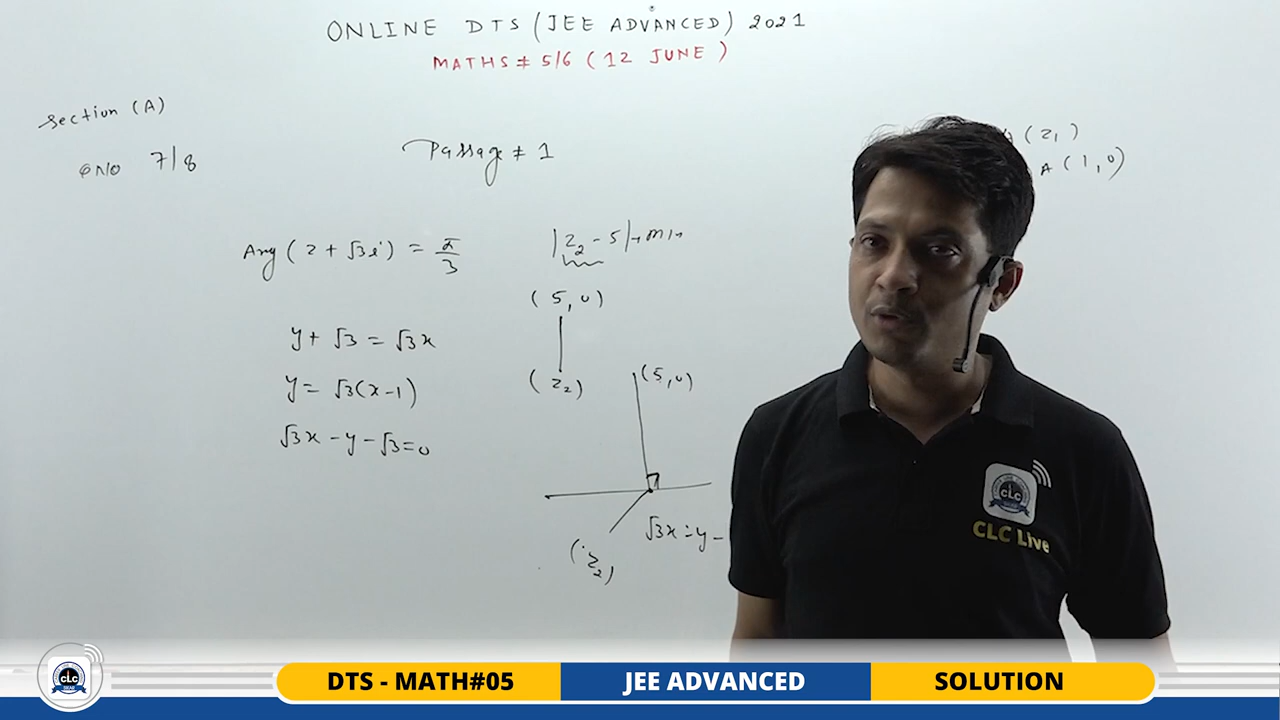 ONLINE DTS (JEE ADVANCED) 2021
MATHS # 5/6 ( 12 JUNE )
Section (A)
Q.NO 7/8
Passage # 1
(z₁)
A (1,0)
Arg (z + √3i) = π/3
|z₂ - 5| → min
(5,0)
y + √3 = √3x
(z₂)
(5,0)
y = √3(x-1)
√3x - y - √3 = 0
√3x - y -
(z₂)
CLC
CLC Live
CLC
DTS - MATH#05
JEE ADVANCED
SOLUTION